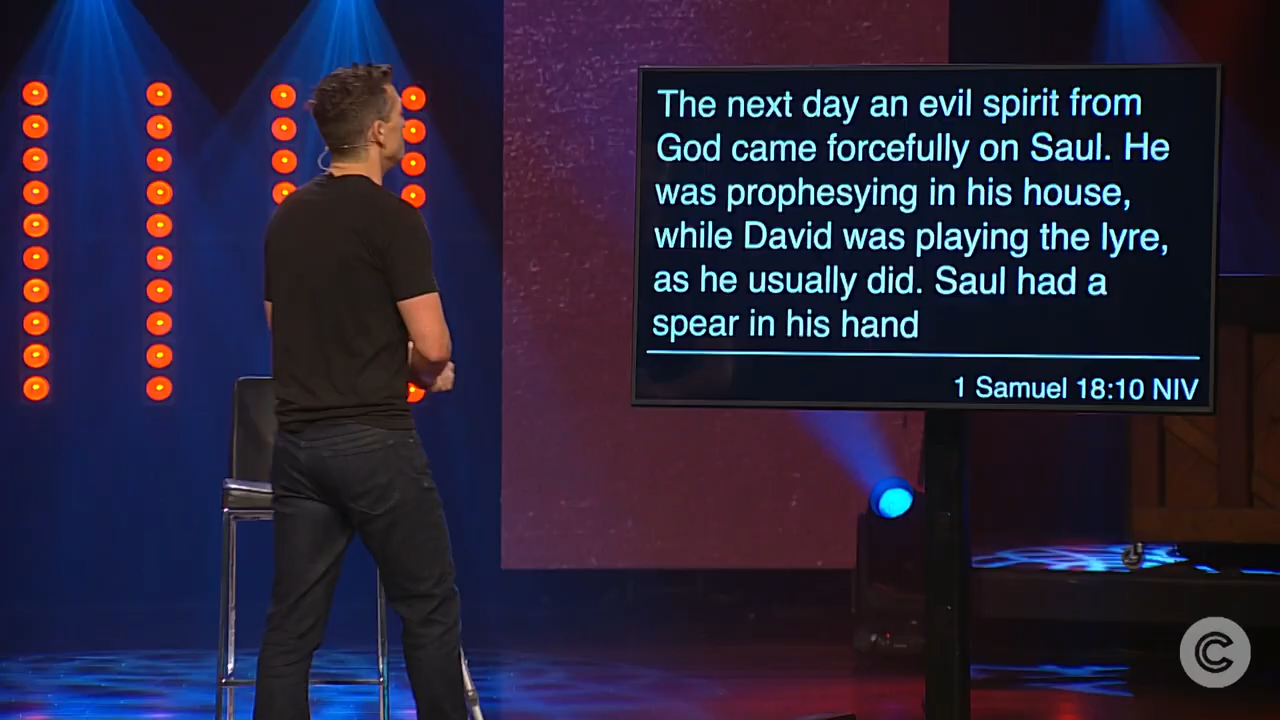 The next day an evil spirit from
God came forcefully on Saul. He
was prophesying in his house,
while David was playing the lyre,
as he usually did. Saul had a
spear in his hand
1 Samuel 18:10 NIV
C